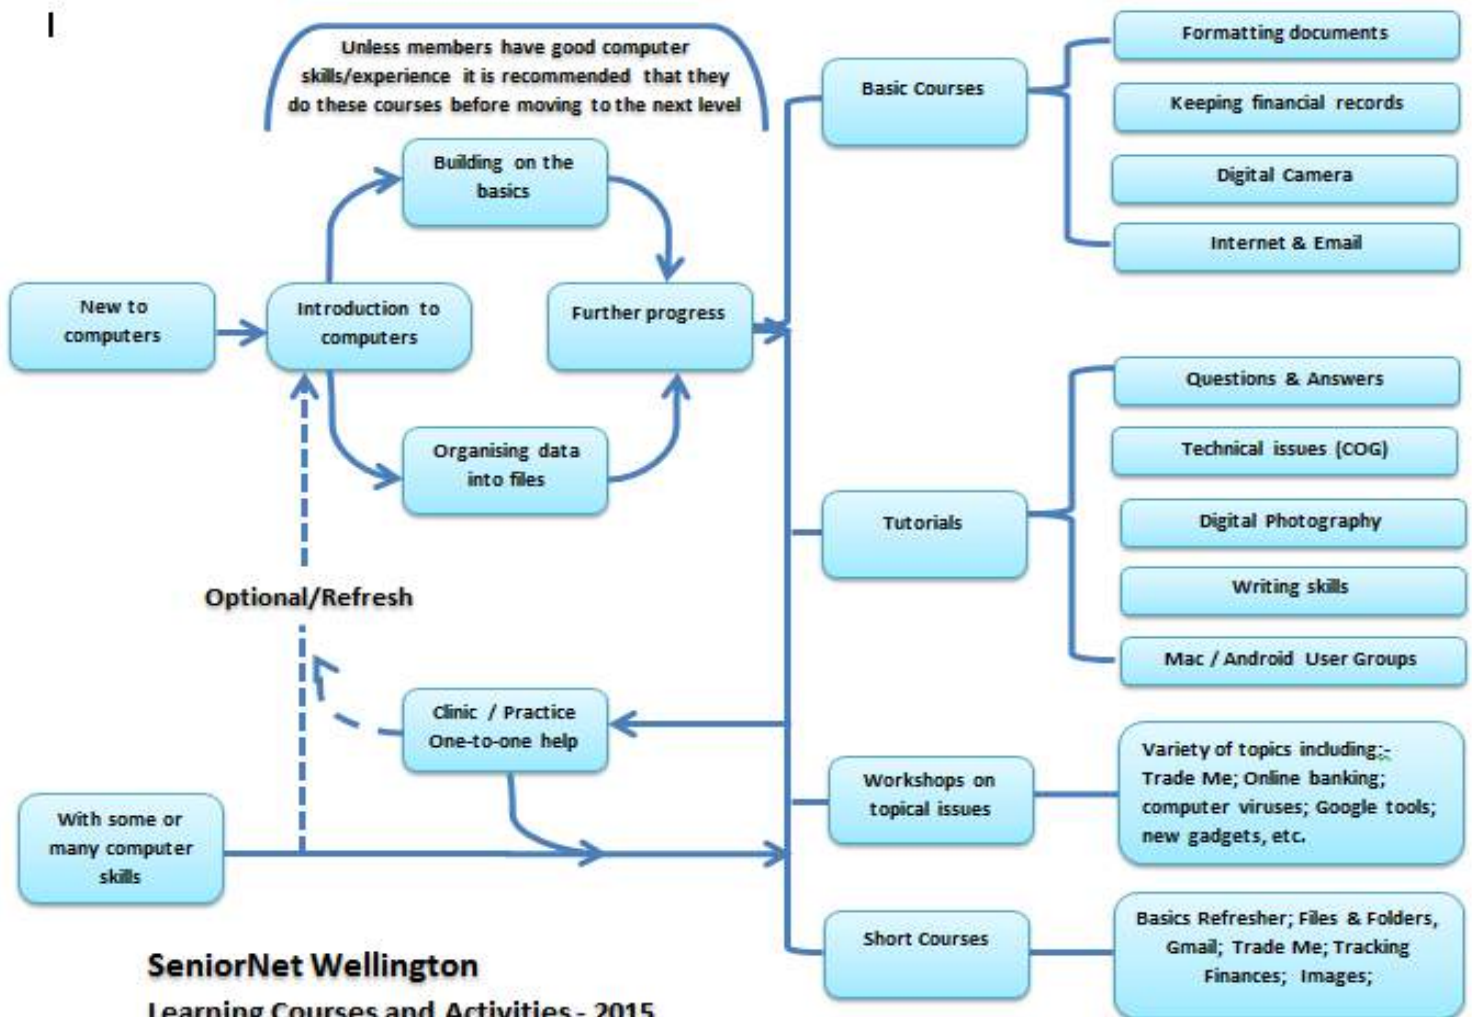 Unless members have good computer
skills/experience it is recommended that they
do these courses before moving to the next level
Building on the
basics
New to
computers
Introduction to
computers
Further progress
Organising data
into files
Optional/Refresh
Clinic / Practice
One-to-one help
With some or
many computer
skills
Basic Courses
Formatting documents
Keeping financial records
Digital Camera
Internet & Email
Tutorials
Questions & Answers
Technical issues (COG)
Digital Photography
Writing skills
Mac / Android User Groups
Workshops on
topical issues
Variety of topics including;-
Trade Me; Online banking;
computer viruses; Google tools;
new gadgets, etc.
Short Courses
Basics Refresher; Files & Folders,
Gmail; Trade Me; Tracking
Finances; Images;
SeniorNet Wellington
Learning Courses and Activities - 2015